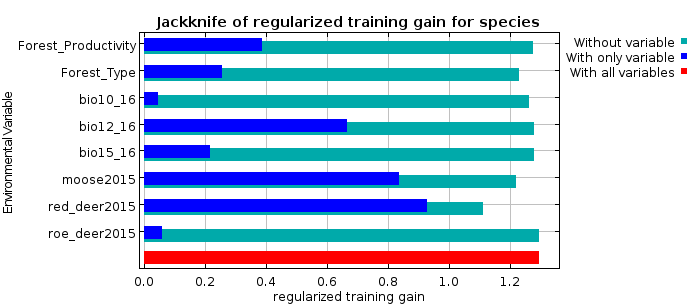 Jackknife of regularized training gain for species
Environmental Variable
Forest_Productivity
Forest_Type
bio10_16
bio12_16
bio15_16
moose2015
red_deer2015
roe_deer2015
0.0 0.2 0.4 0.6 0.8 1.0 1.2
regularized training gain
Without variable
With only variable
With all variables